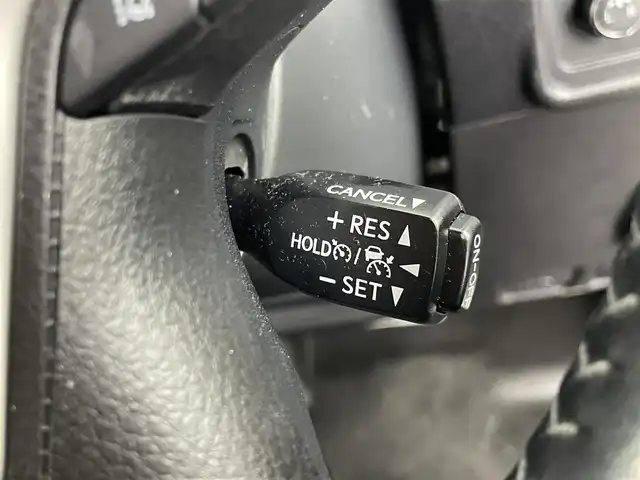 CANCEL▼
+ RES ▲
HOLD / ◀
− SET ▼
ON-OFF